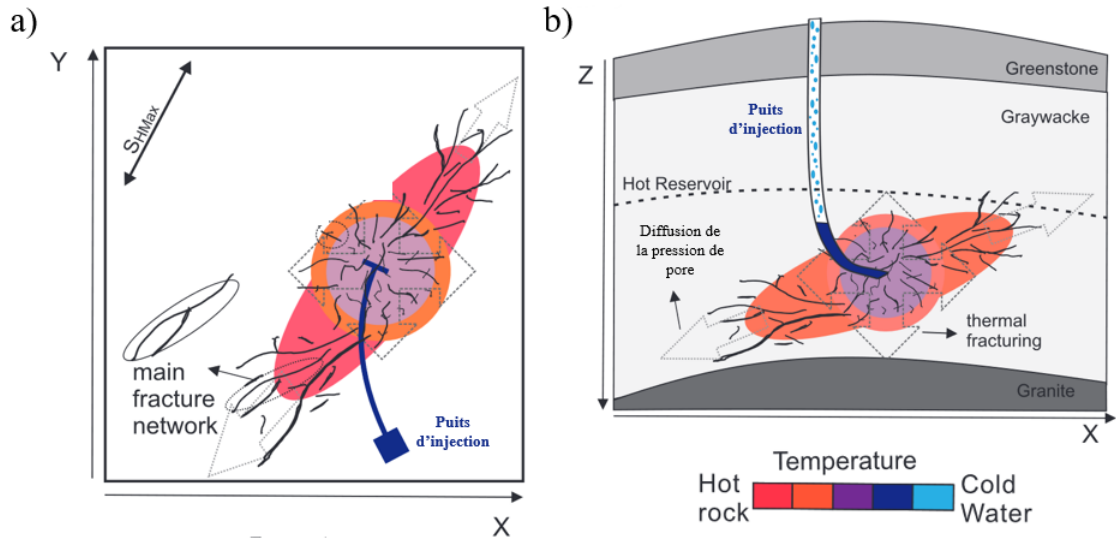 a)
Y
S_HMax
main
fracture
network
Puits
d'injection
X
b)
Z
Greenstone
Puits
d'injection
Graywacke
Hot Reservoir
Diffusion de
la pression de
pore
thermal
fracturing
Granite
X
Temperature
Hot
rock
Cold
Water